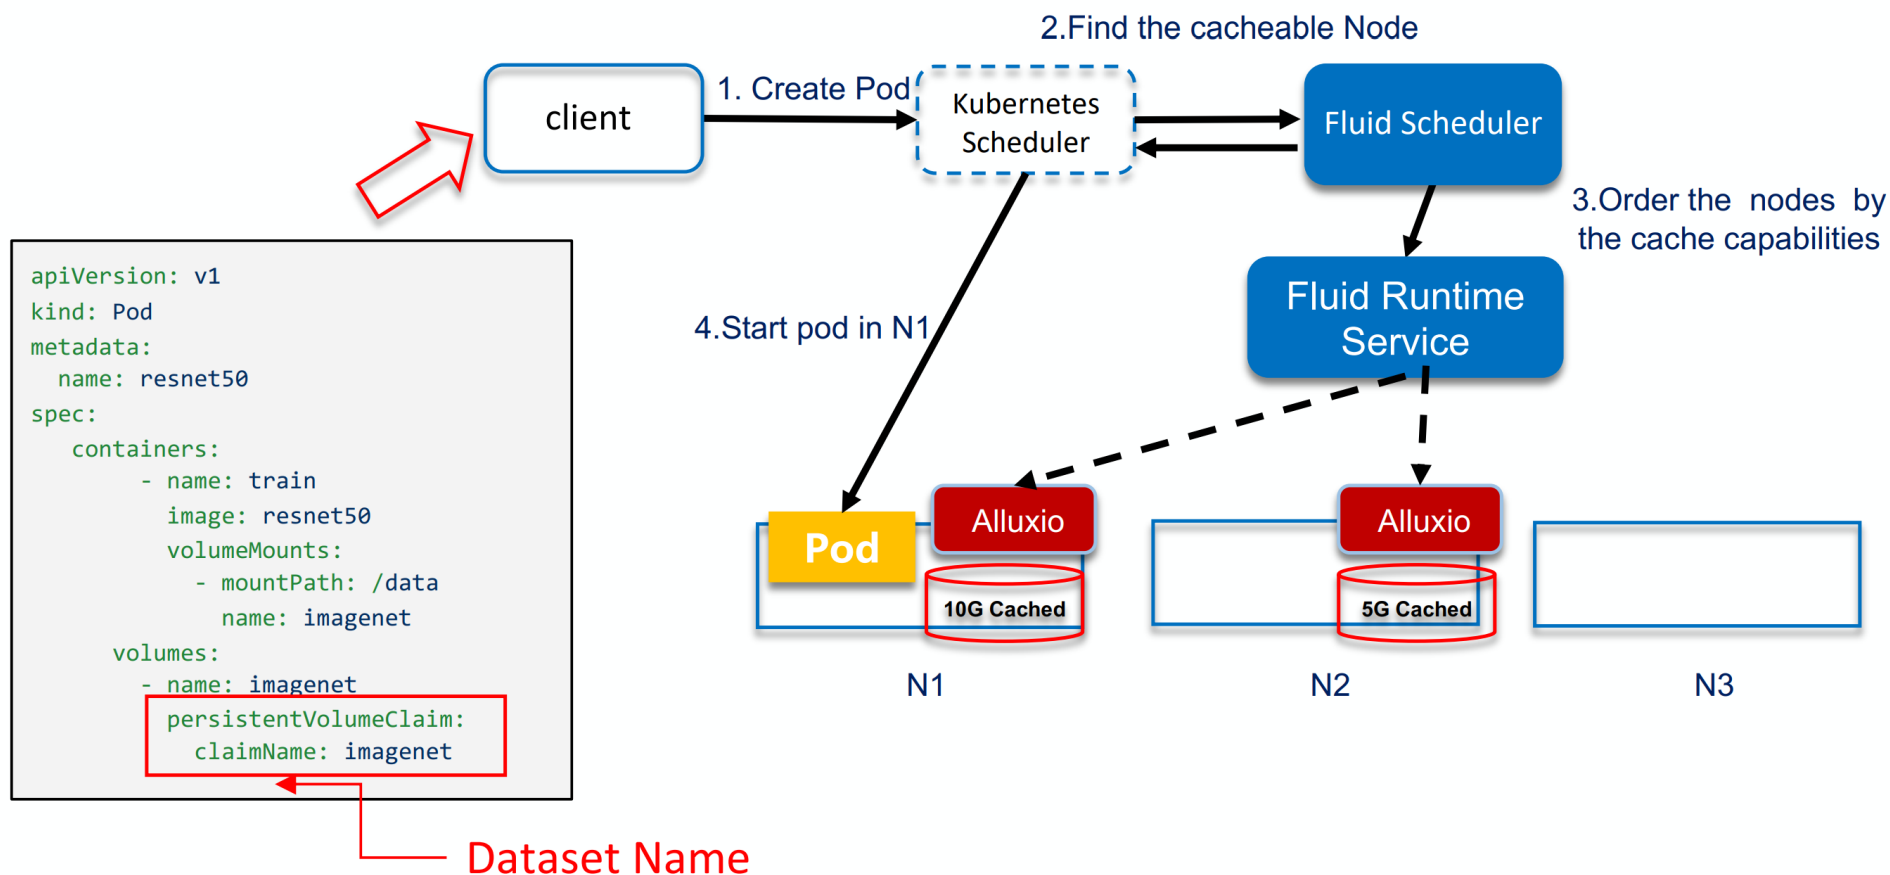 2.Find the cacheable Node
client
1. Create Pod
Kubernetes
Scheduler
Fluid Scheduler
3.Order the nodes by
the cache capabilities
Fluid Runtime
Service
4.Start pod in N1
apiVersion: v1
kind: Pod
metadata:
name: resnet50
spec:
containers:
- name: train
image: resnet50
volumeMounts:
- mountPath: /data
name: imagenet
volumes:
- name: imagenet
persistentVolumeClaim:
claimName: imagenet
Dataset Name
Pod
Alluxio
10G Cached
N1
Alluxio
5G Cached
N2
N3